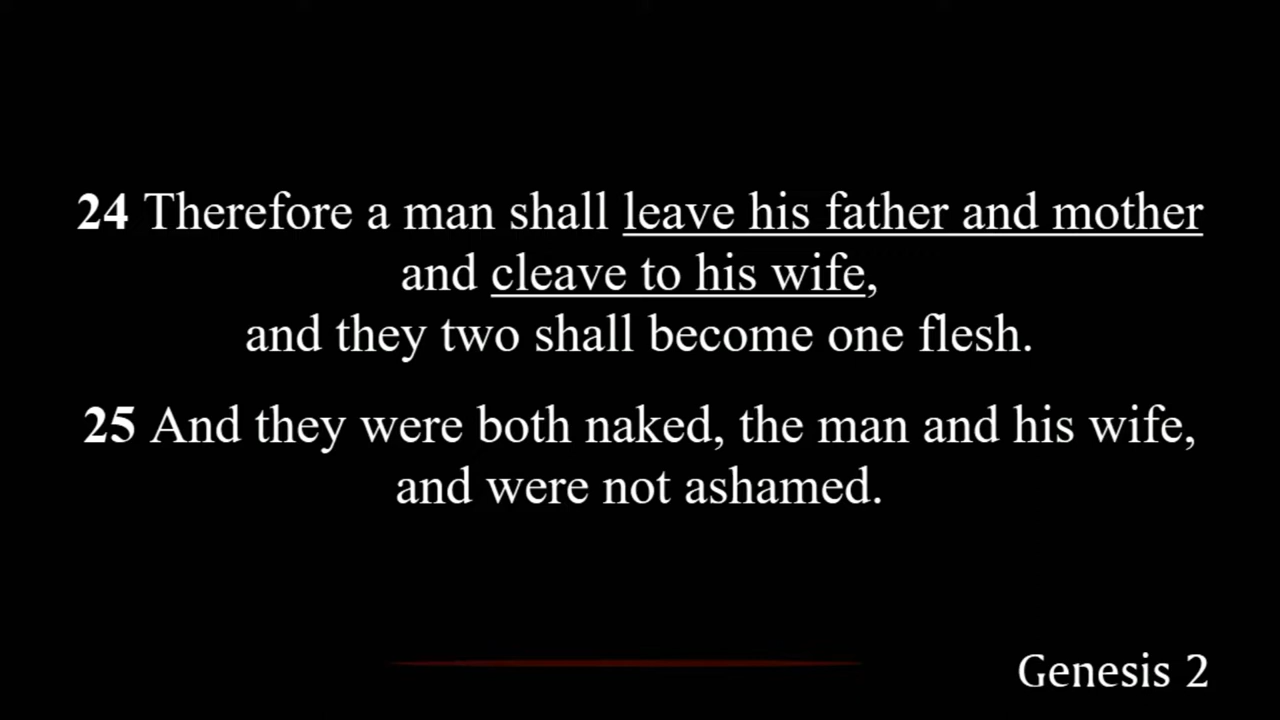 24 Therefore a man shall leave his father and mother
and cleave to his wife,
and they two shall become one flesh.
25 And they were both naked, the man and his wife,
and were not ashamed.
Genesis 2